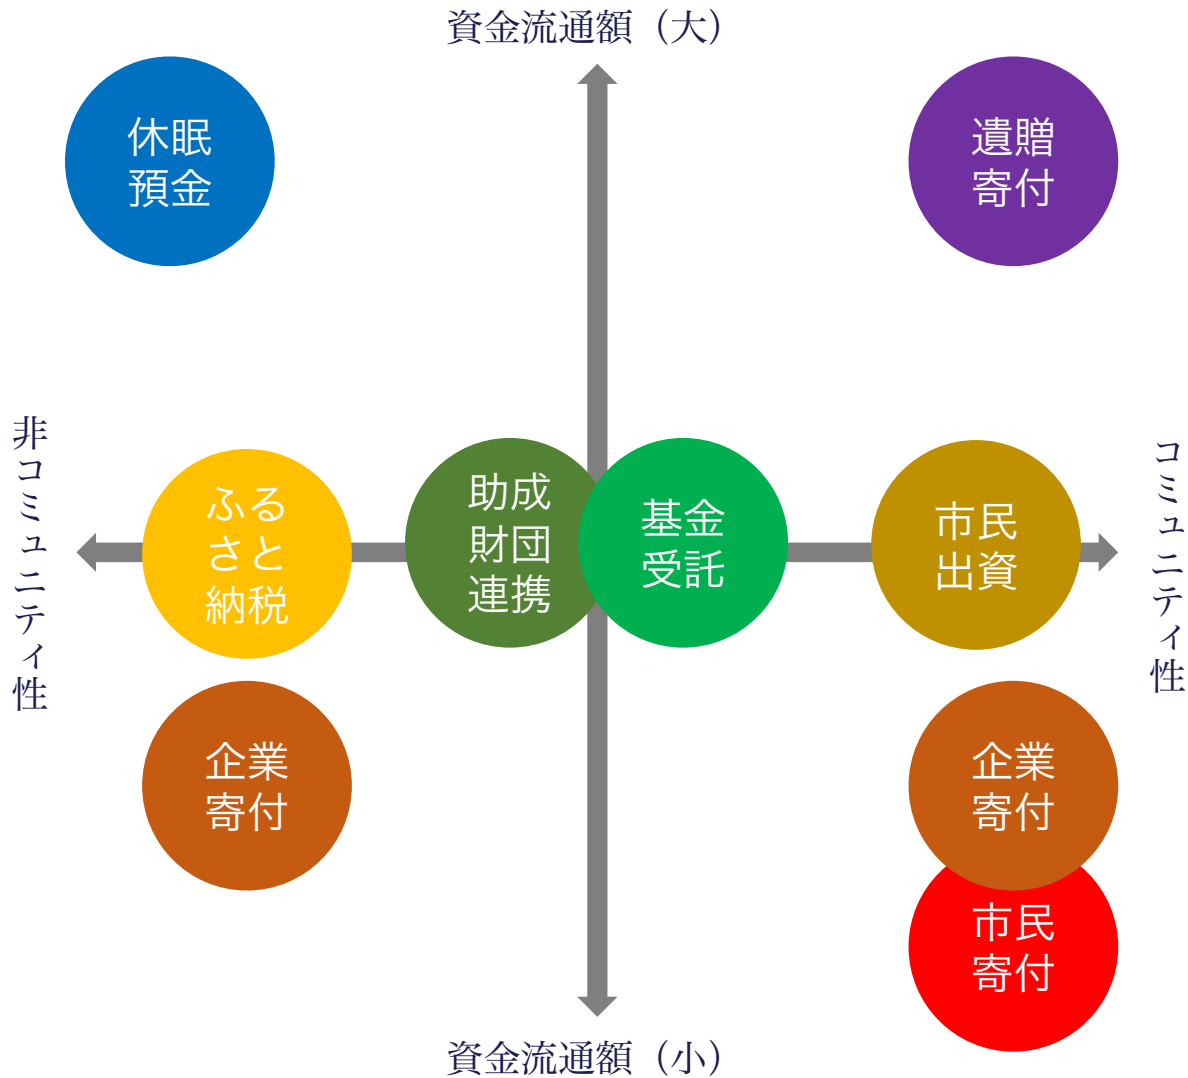 資金流通額（大）
休眠
預金
遺贈
寄付
非コミュニティ性
ふる
さと
納税
助成
財団
連携
基金
受託
市民
出資
コミュニティ性
企業
寄付
企業
寄付
市民
寄付
資金流通額（小）